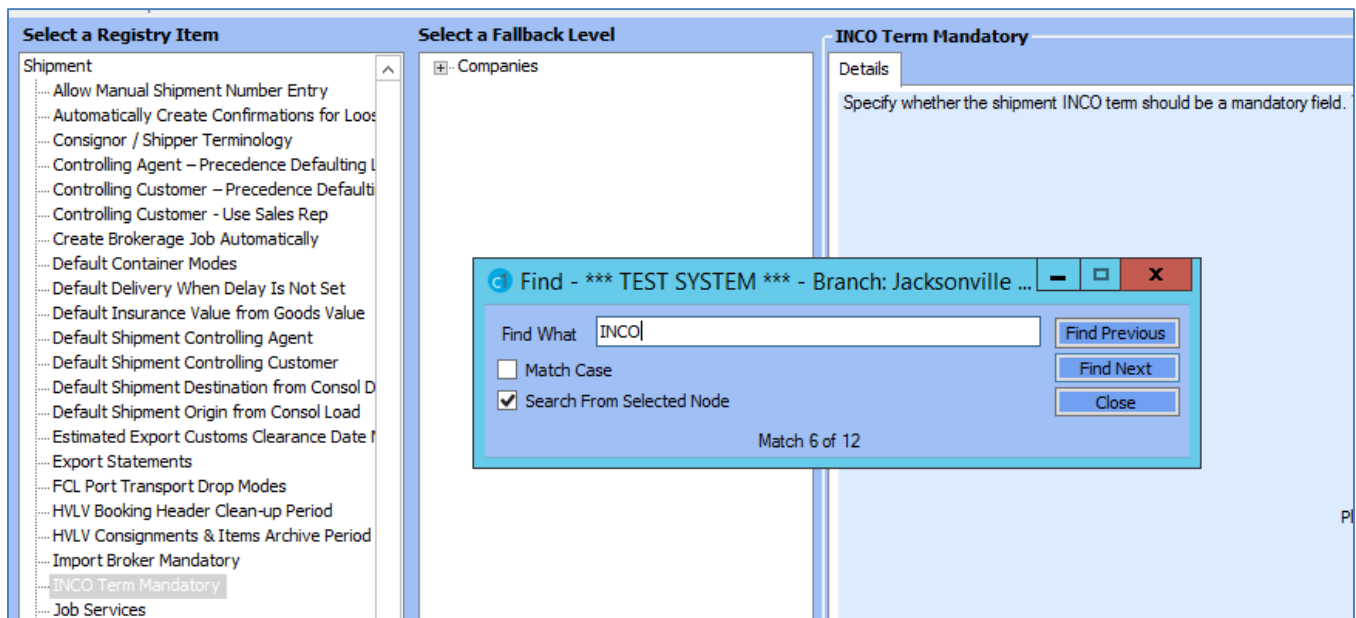 Select a Registry Item
Shipment
Allow Manual Shipment Number Entry
Automatically Create Confirmations for Loos
Consignor / Shipper Terminology
Controlling Agent – Precedence Defaulting L
Controlling Customer – Precedence Defaulti
Controlling Customer - Use Sales Rep
Create Brokerage Job Automatically
Default Container Modes
Default Delivery When Delay Is Not Set
Default Insurance Value from Goods Value
Default Shipment Controlling Agent
Default Shipment Controlling Customer
Default Shipment Destination from Consol D
Default Shipment Origin from Consol Load
Estimated Export Customs Clearance Date
Export Statements
FCL Port Transport Drop Modes
HVLV Booking Header Clean-up Period
HVLV Consignments & Items Archive Period
Import Broker Mandatory
INCO Term Mandatory
Job Services
Select a Fallback Level
Companies
INCO Term Mandatory
Details
Specify whether the shipment INCO term should be a mandatory field.
Pl
Find - *** TEST SYSTEM *** - Branch: Jacksonville ...
Find What INCO Find Previous
Match Case Find Next
Search From Selected Node Close
Match 6 of 12